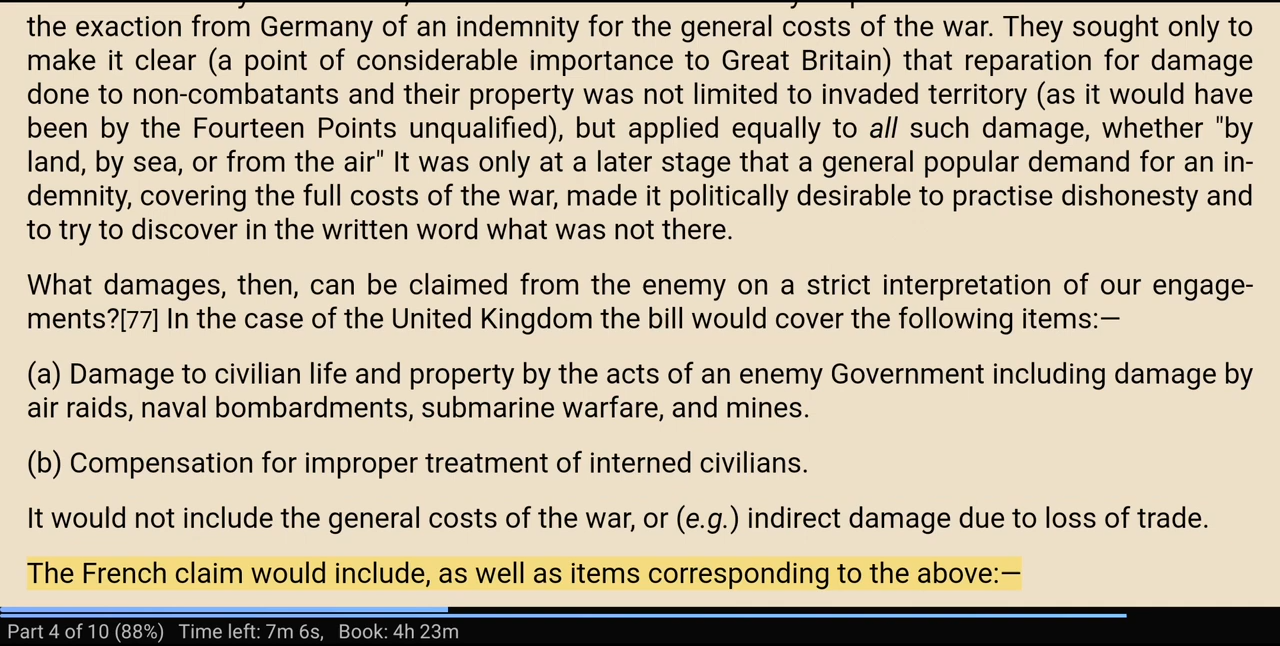 the exaction from Germany of an indemnity for the general costs of the war. They sought only to
make it clear (a point of considerable importance to Great Britain) that reparation for damage
done to non-combatants and their property was not limited to invaded territory (as it would have
been by the Fourteen Points unqualified), but applied equally to all such damage, whether "by
land, by sea, or from the air" It was only at a later stage that a general popular demand for an in-
demnity, covering the full costs of the war, made it politically desirable to practise dishonesty and
to try to discover in the written word what was not there.
What damages, then, can be claimed from the enemy on a strict interpretation of our engage-
ments?[77] In the case of the United Kingdom the bill would cover the following items:—
(a) Damage to civilian life and property by the acts of an enemy Government including damage by
air raids, naval bombardments, submarine warfare, and mines.
(b) Compensation for improper treatment of interned civilians.
It would not include the general costs of the war, or (e.g.) indirect damage due to loss of trade.
The French claim would include, as well as items corresponding to the above:—
Part 4 of 10 (88%) Time left: 7m 6s, Book: 4h 23m